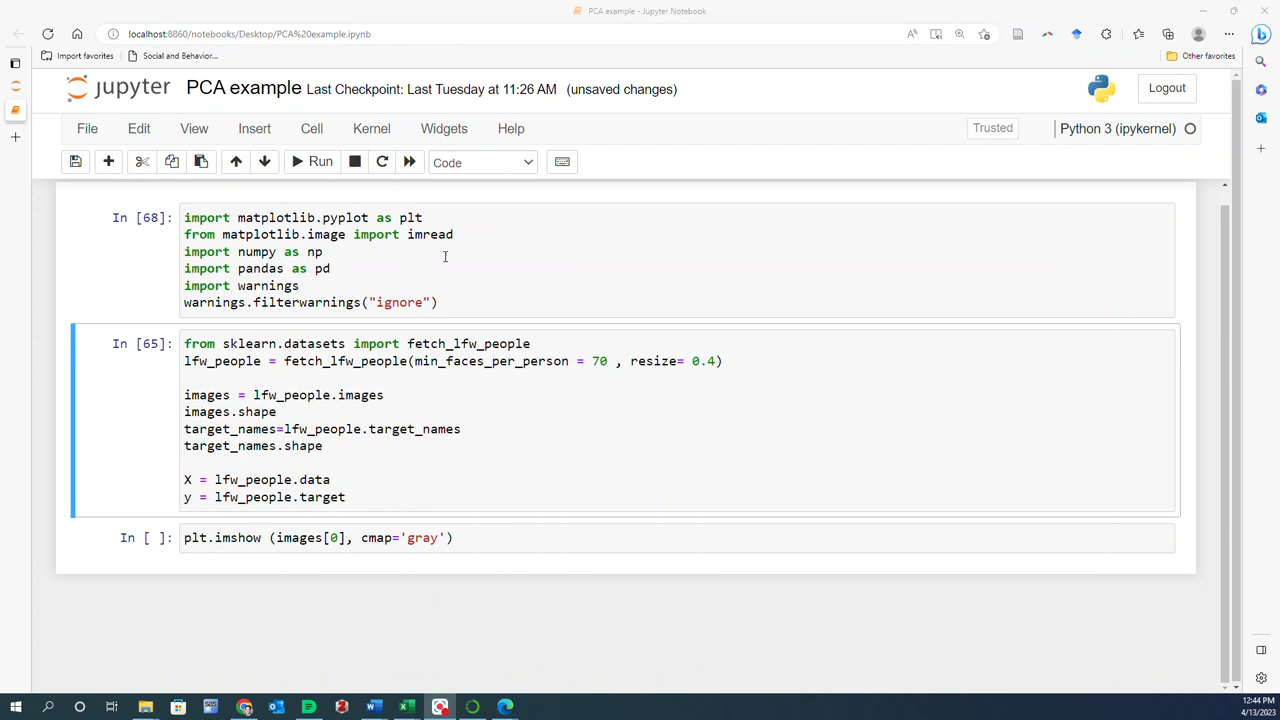 PCA example - Jupyter Notebook
localhost:8860/notebooks/Desktop/PCA%20example.ipynb
Import favorites
Social and Behavior...
Other favorites
jupyter PCA example Last Checkpoint: Last Tuesday at 11:26 AM (unsaved changes)
Logout
File Edit View Insert Cell Kernel Widgets Help
Trusted
Python 3 (ipykernel)
Run
Code
In [68]:
import matplotlib.pyplot as plt
from matplotlib.image import imread
import numpy as np
import pandas as pd
import warnings
warnings.filterwarnings("ignore")
In [65]:
from sklearn.datasets import fetch_lfw_people
lfw_people = fetch_lfw_people(min_faces_per_person = 70 , resize= 0.4)
images = lfw_people.images
images.shape
target_names=lfw_people.target_names
target_names.shape
X = lfw_people.data
y = lfw_people.target
In [ ]:
plt.imshow (images[0], cmap='gray')
12:44 PM
4/13/2023